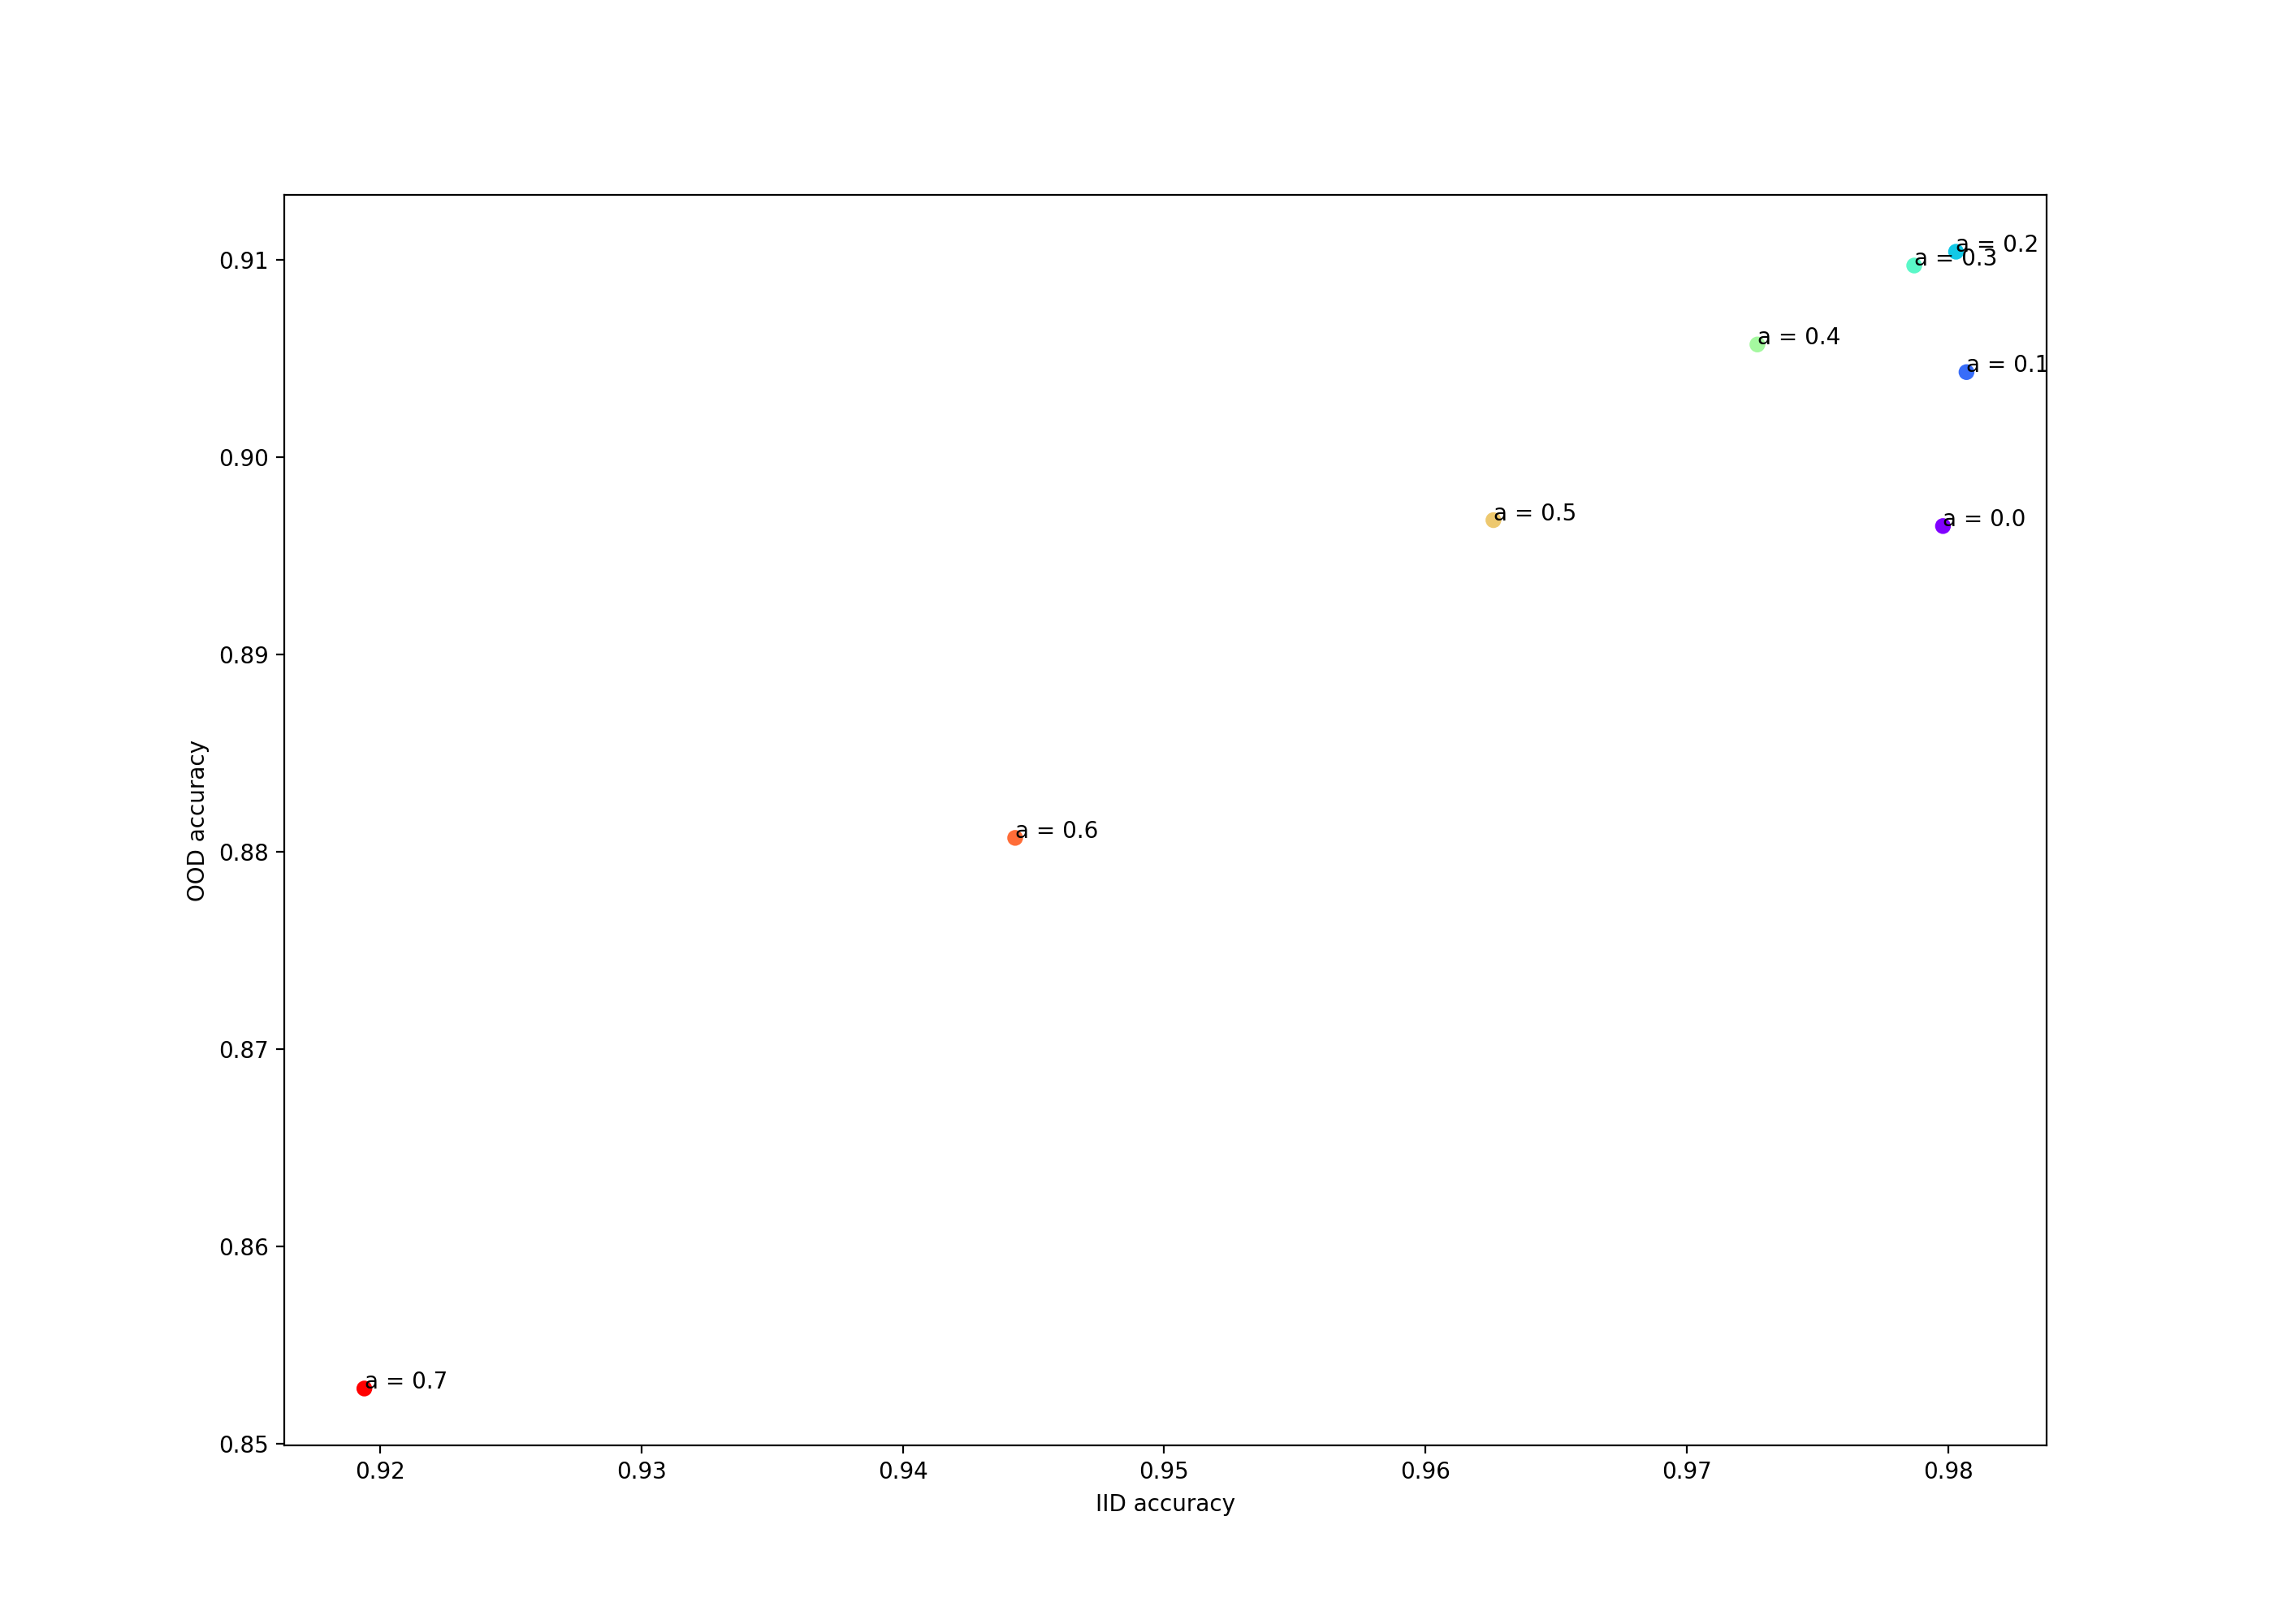 0.91
0.90
0.89
0.88
0.87
0.86
0.85
OOD accuracy
a = 0.2
a = 0.3
a = 0.4
a = 0.1
a = 0.5
a = 0.0
a = 0.6
a = 0.7
0.92 0.93 0.94 0.95 0.96 0.97 0.98
IID accuracy